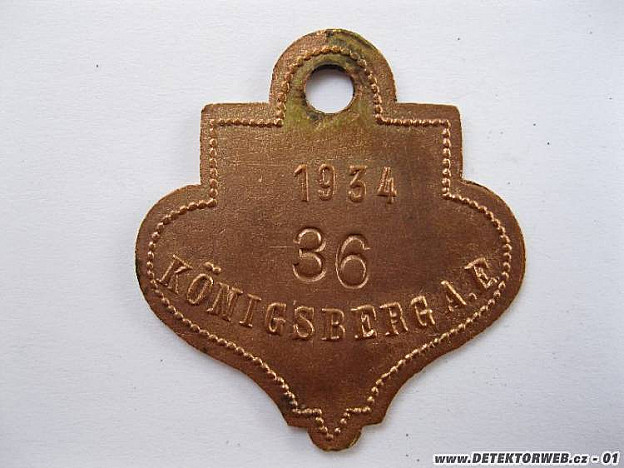 1934
36
KÖNIGSBERG A. E
www.DETEKTORWEB.cz - 01